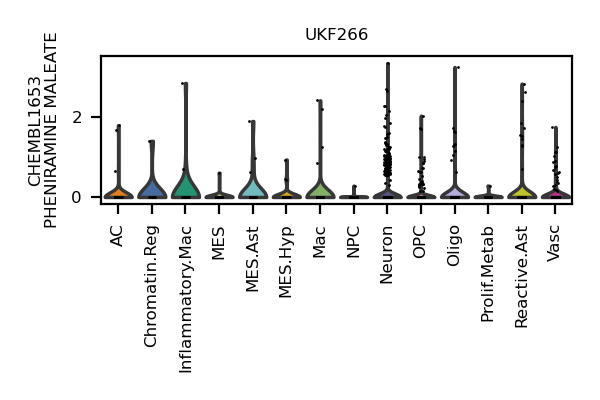 UKF266
CHEMBL1653
PHENIRAMINE MALEATE
2
0
AC
Chromatin.Reg
Inflammatory.Mac
MES
MES.Ast
MES.Hyp
Mac
NPC
Neuron
OPC
Oligo
Prolif.Metab
Reactive.Ast
Vasc